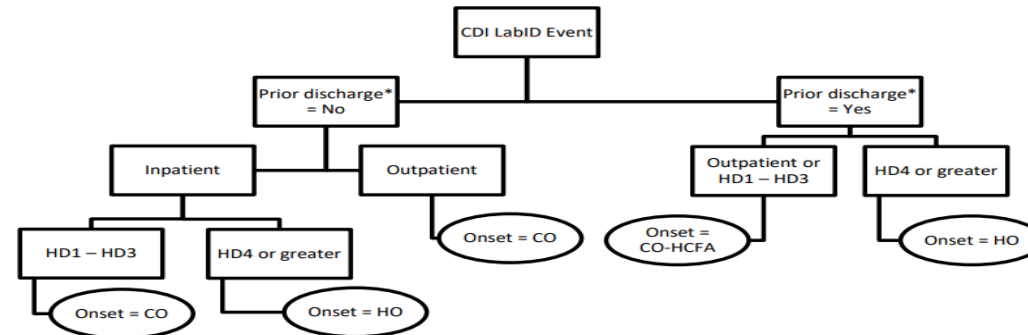 CDI LabID Event
Prior discharge*
= No
Prior discharge*
= Yes
Inpatient
Outpatient
Outpatient or
HD1 – HD3
HD4 or greater
Onset = CO
Onset =
CO-HCFA
Onset = HO
HD1 – HD3
HD4 or greater
Onset = CO
Onset = HO